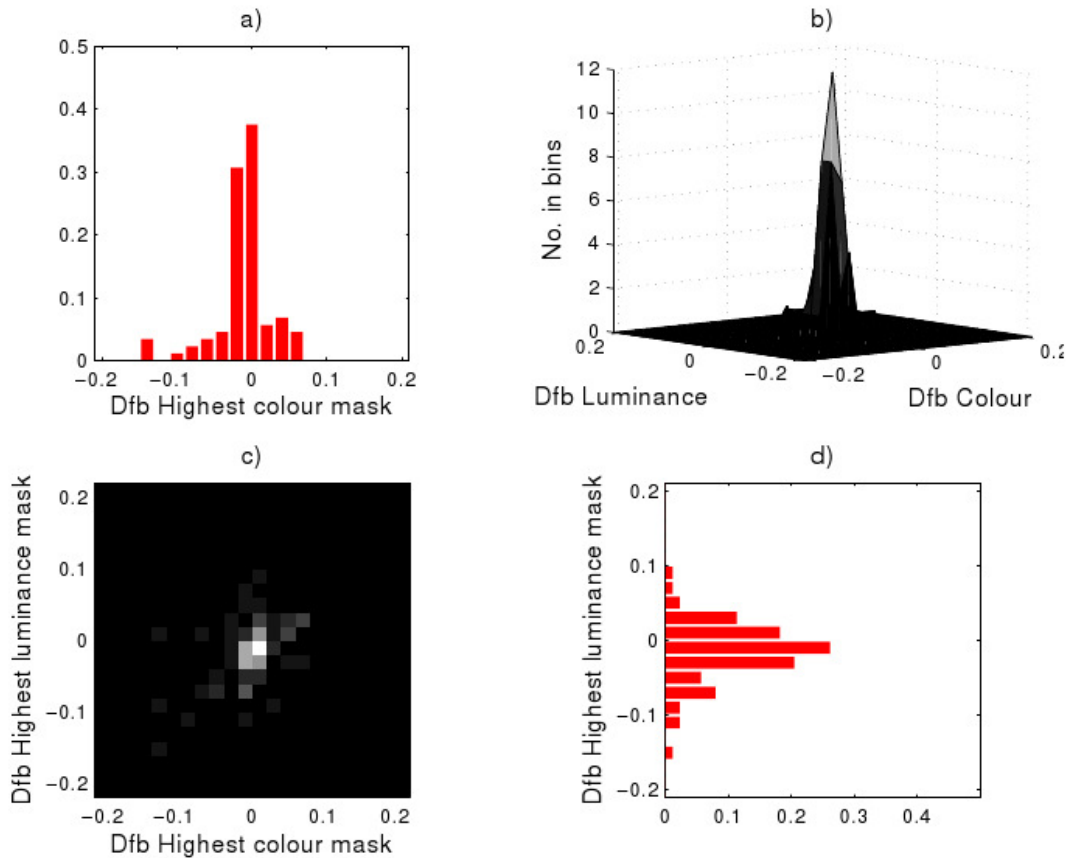 a)
0.5
0.4
0.3
0.2
0.1
0
−0.2 −0.1 0 0.1 0.2
Dfb Highest colour mask
b)
No. in bins
12
10
8
6
4
2
0
0.2 0 −0.2
−0.2 0 0.2
Dfb Luminance
Dfb Colour
c)
Dfb Highest luminance mask
0.2
0.1
0
−0.1
−0.2
−0.2 −0.1 0 0.1 0.2
Dfb Highest colour mask
d)
Dfb Highest luminance mask
0.2
0.1
0
−0.1
−0.2
0 0.1 0.2 0.3 0.4